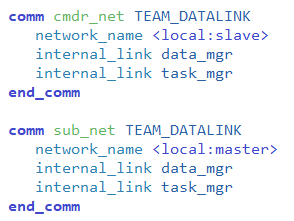 comm cmdr_net TEAM_DATALINK
network_name <local:slave>
internal_link data_mgr
internal_link task_mgr
end_comm
comm sub_net TEAM_DATALINK
network_name <local:master>
internal_link data_mgr
internal_link task_mgr
end_comm